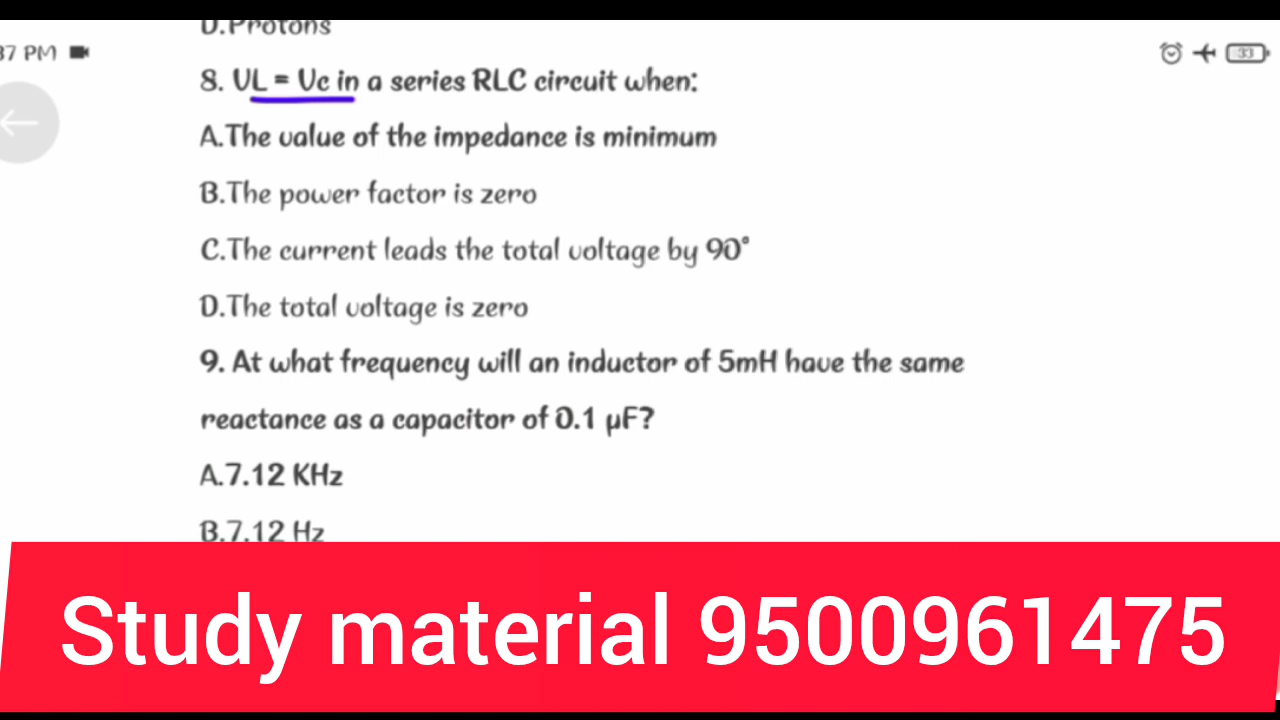 D.Protons
37 PM
33
8. VL = Vc in a series RLC circuit when:
A.The value of the impedance is minimum
B.The power factor is zero
C.The current leads the total voltage by 90°
D.The total voltage is zero
9. At what frequency will an inductor of 5mH have the same
reactance as a capacitor of 0.1 µF?
A.7.12 KHz
B.7.12 Hz
Study material 9500961475